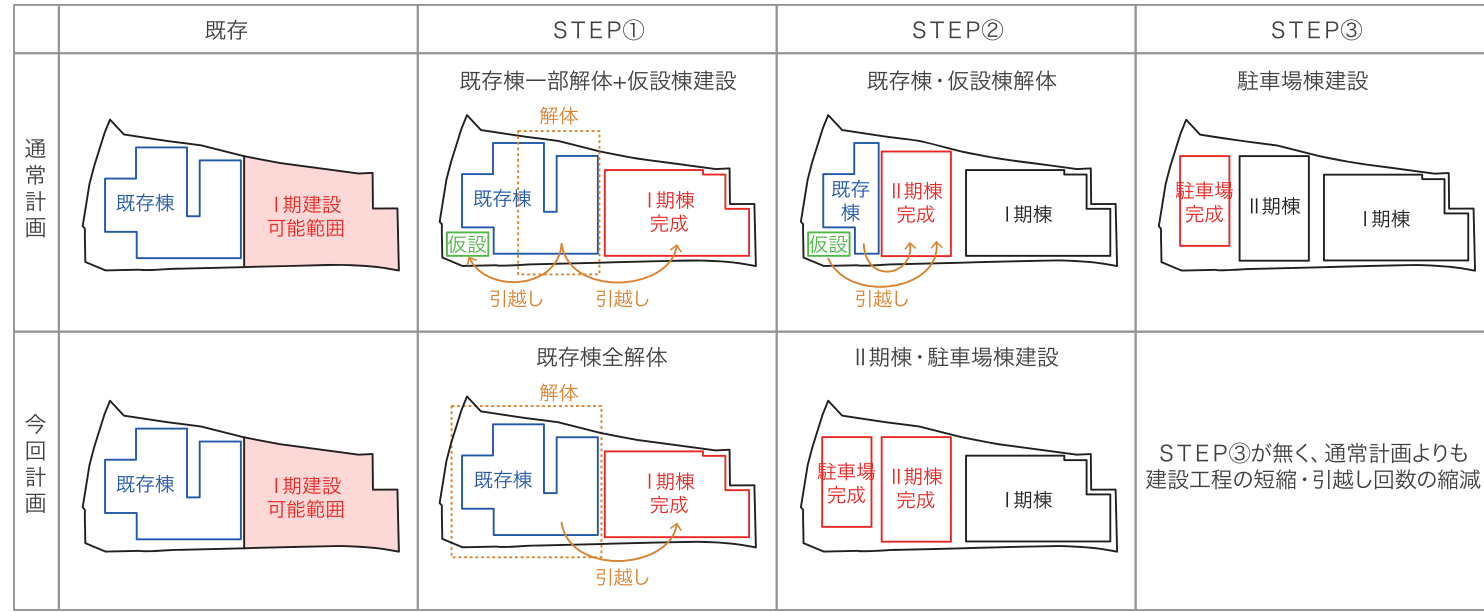 既存
STEP①
STEP②
STEP③
通常計画
既存棟
Ⅰ期建設
可能範囲
既存棟一部解体+仮設棟建設
解体
既存棟
Ⅰ期棟
完成
仮設
引越し
引越し
既存棟・仮設棟解体
既存
棟
Ⅱ期棟
完成
Ⅰ期棟
仮設
引越し
駐車場棟建設
駐車場
完成
Ⅱ期棟
Ⅰ期棟
今回計画
既存棟
Ⅰ期建設
可能範囲
既存棟全解体
解体
既存棟
Ⅰ期棟
完成
引越し
Ⅱ期棟・駐車場棟建設
駐車場
完成
Ⅱ期棟
完成
Ⅰ期棟
STEP③が無く、通常計画よりも
建設工程の短縮・引越し回数の縮減